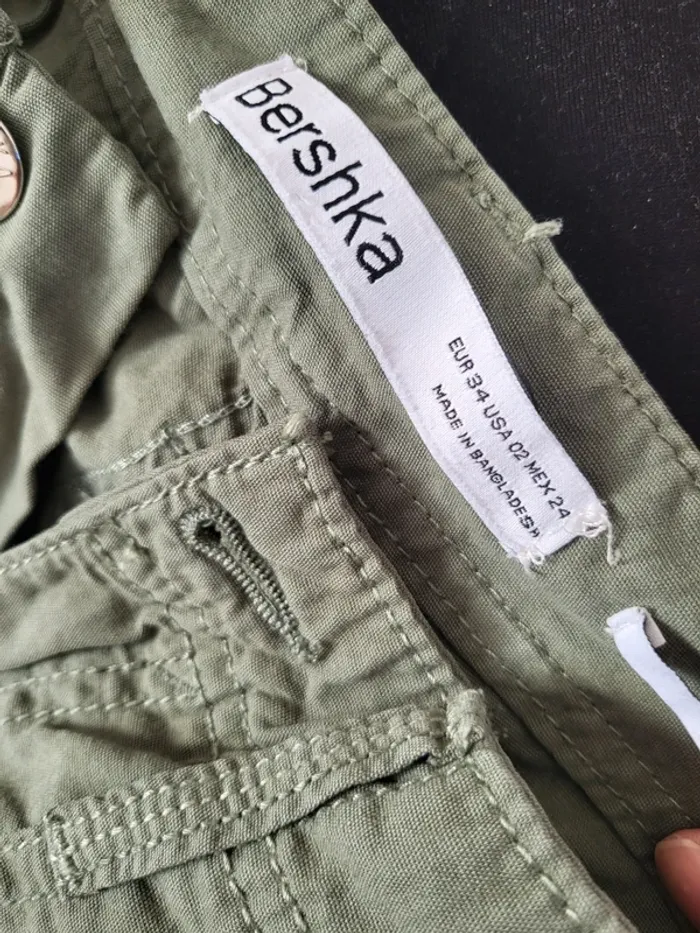 Bershka
EUR 34 USA 02 MEX 24
MADE IN BANGLADESH